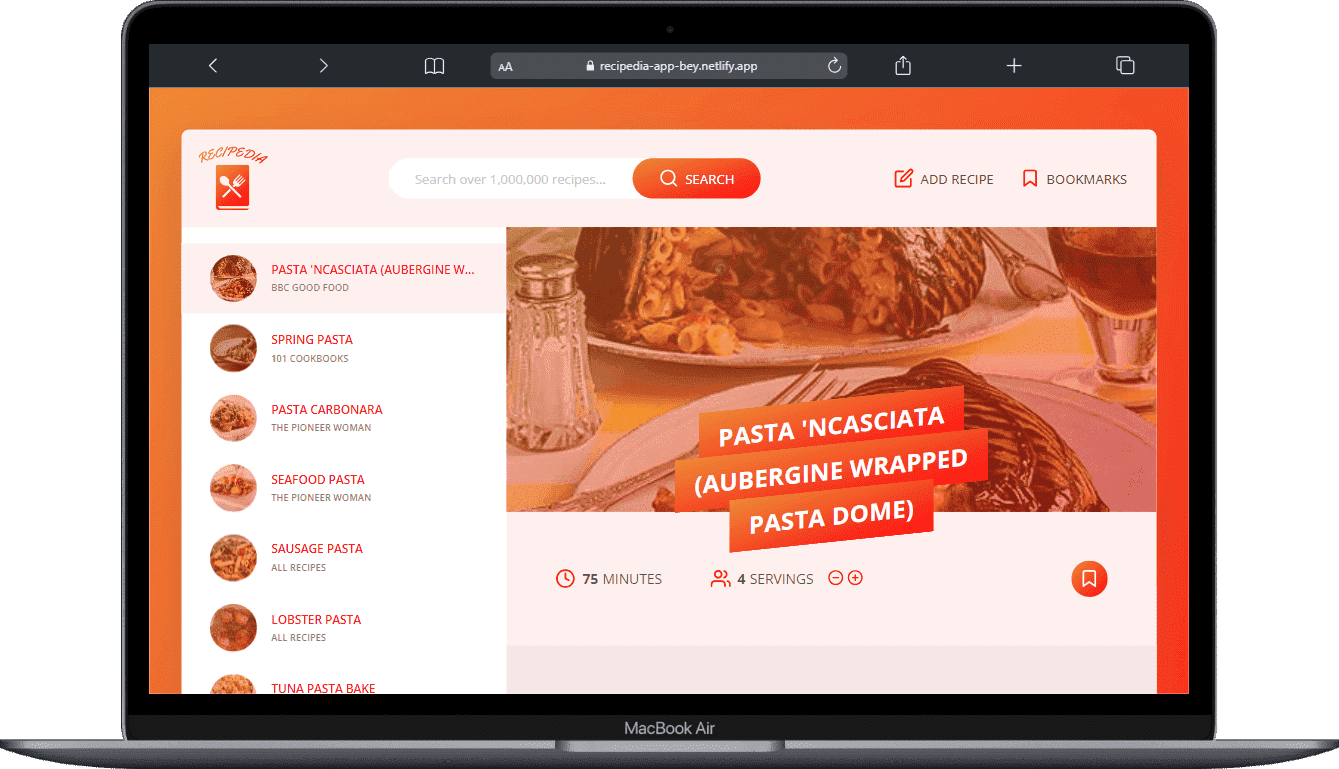 AA
recipedia-app-bey.netlify.app
RECIPEDIA
Search over 1,000,000 recipes...
SEARCH
ADD RECIPE
BOOKMARKS
PASTA 'NCASCIATA (AUBERGINE W...
BBC GOOD FOOD
SPRING PASTA
101 COOKBOOKS
PASTA CARBONARA
THE PIONEER WOMAN
SEAFOOD PASTA
THE PIONEER WOMAN
SAUSAGE PASTA
ALL RECIPES
LOBSTER PASTA
ALL RECIPES
TUNA PASTA BAKE
PASTA 'NCASCIATA
(AUBERGINE WRAPPED
PASTA DOME)
75 MINUTES
4 SERVINGS
MacBook Air